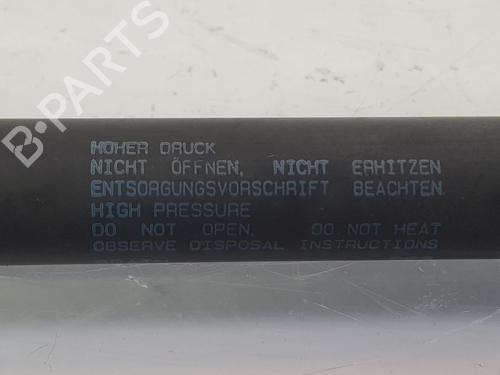 HOHER DRUCK
NICHT ÖFFNEN, NICHT ERHITZEN
ENTSORGUNGSVORSCHRIFT BEACHTEN
HIGH PRESSURE
DO NOT OPEN, DO NOT HEAT
OBSERVE DISPOSAL INSTRUCTIONS